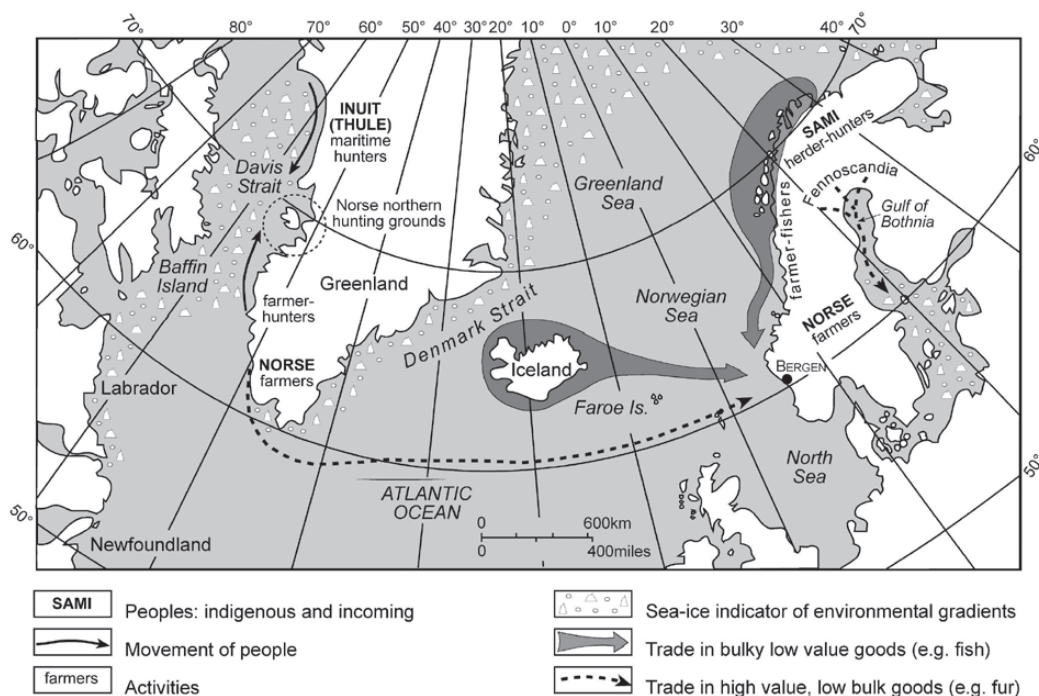 70°
80°
70°
60°
50°
40°
30°
20°
10°
0°
10°
20°
30°
40°
70°
INUIT
(THULE)
maritime
hunters
Davis
Strait
Norse northern
hunting grounds
Greenland
Sea
SAMI
herder-hunters
60°
Fennoscandia
Gulf of
Bothnia
farmer-fishers
60°
Baffin
Island
Greenland
farmer-
hunters
Denmark Strait
Norwegian
Sea
NORSE
farmers
Labrador
NORSE
farmers
Iceland
BERGEN
Faroe Is.
North
Sea
50°
50°
ATLANTIC
OCEAN
0
600km
0
400miles
Newfoundland
SAMI
Peoples: indigenous and incoming
Movement of people
farmers
Activities
Sea-ice indicator of environmental gradients
Trade in bulky low value goods (e.g. fish)
Trade in high value, low bulk goods (e.g. fur)